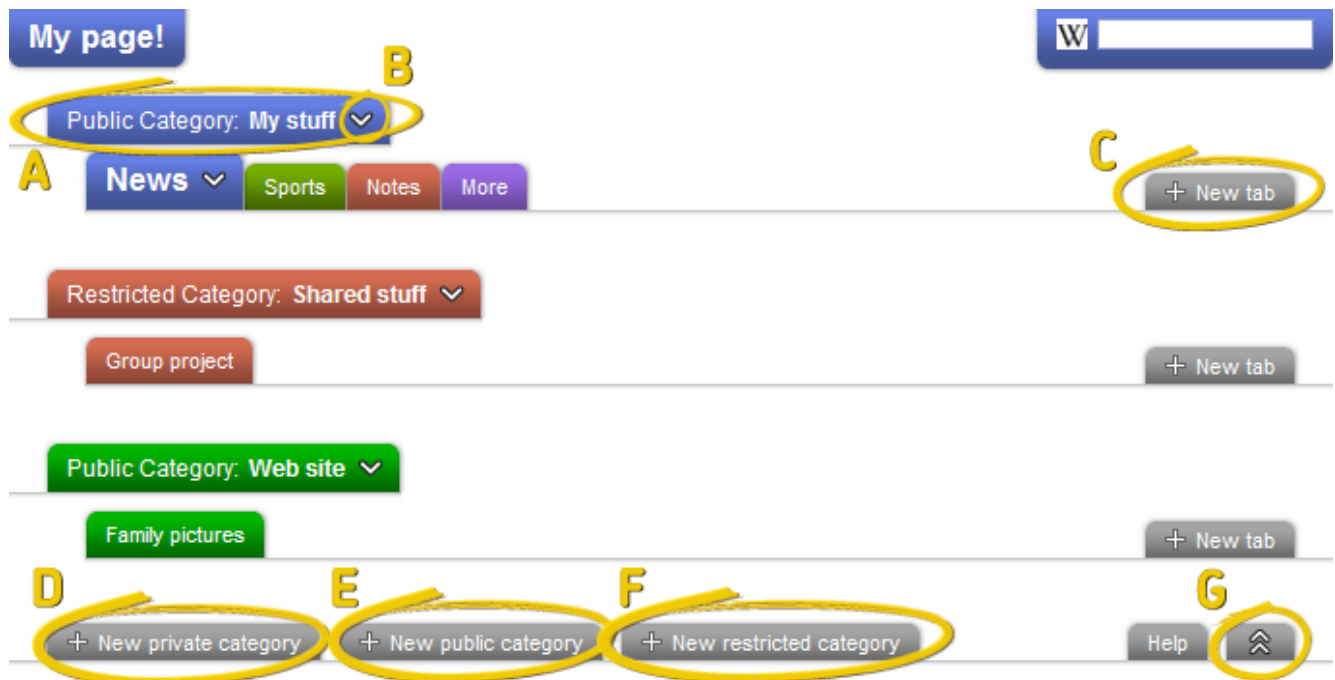 My page!
W
B
Public Category: My stuff
A
C
News Sports Notes More
+ New tab
Restricted Category: Shared stuff
Group project
+ New tab
Public Category: Web site
Family pictures
+ New tab
D E F G
+ New private category + New public category + New restricted category Help